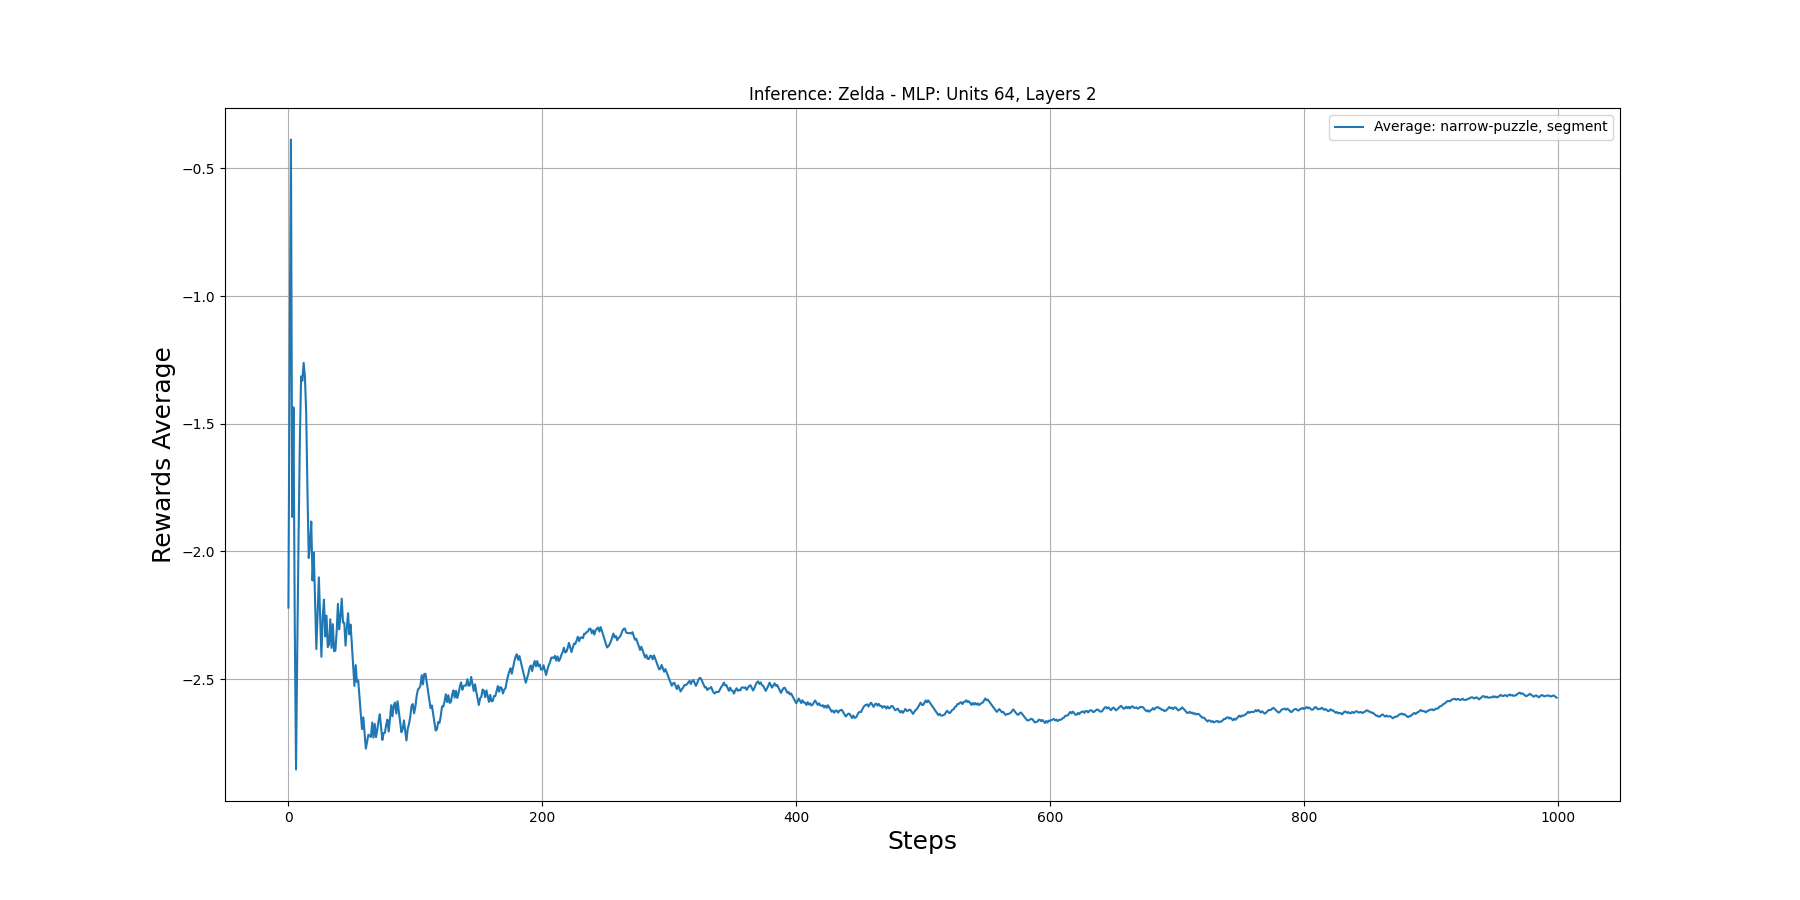 Inference: Zelda - MLP: Units 64, Layers 2
Average: narrow-puzzle, segment
Rewards Average
−0.5
−1.0
−1.5
−2.0
−2.5
0 200 400 600 800 1000
Steps